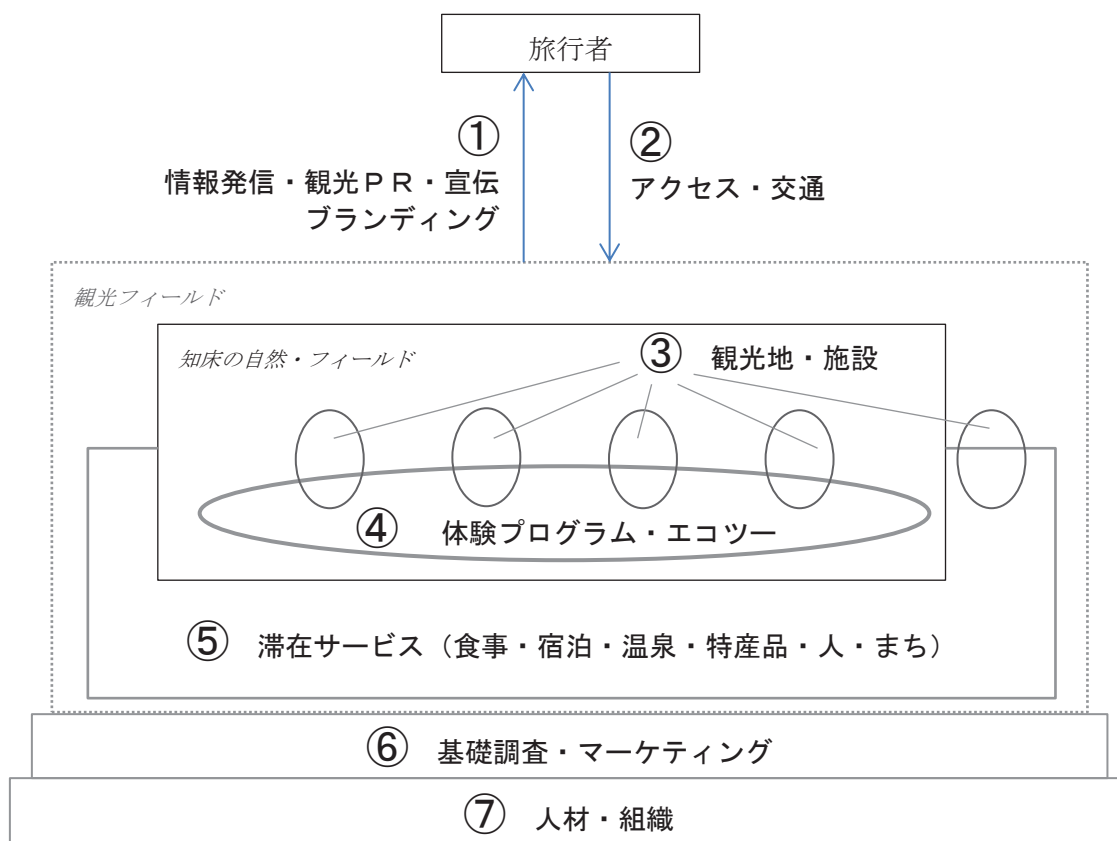 旅行者
①
情報発信・観光ＰＲ・宣伝
ブランディング
②
アクセス・交通
観光フィールド
知床の自然・フィールド
③ 観光地・施設
④ 体験プログラム・エコツー
⑤ 滞在サービス（食事・宿泊・温泉・特産品・人・まち）
⑥ 基礎調査・マーケティング
⑦ 人材・組織